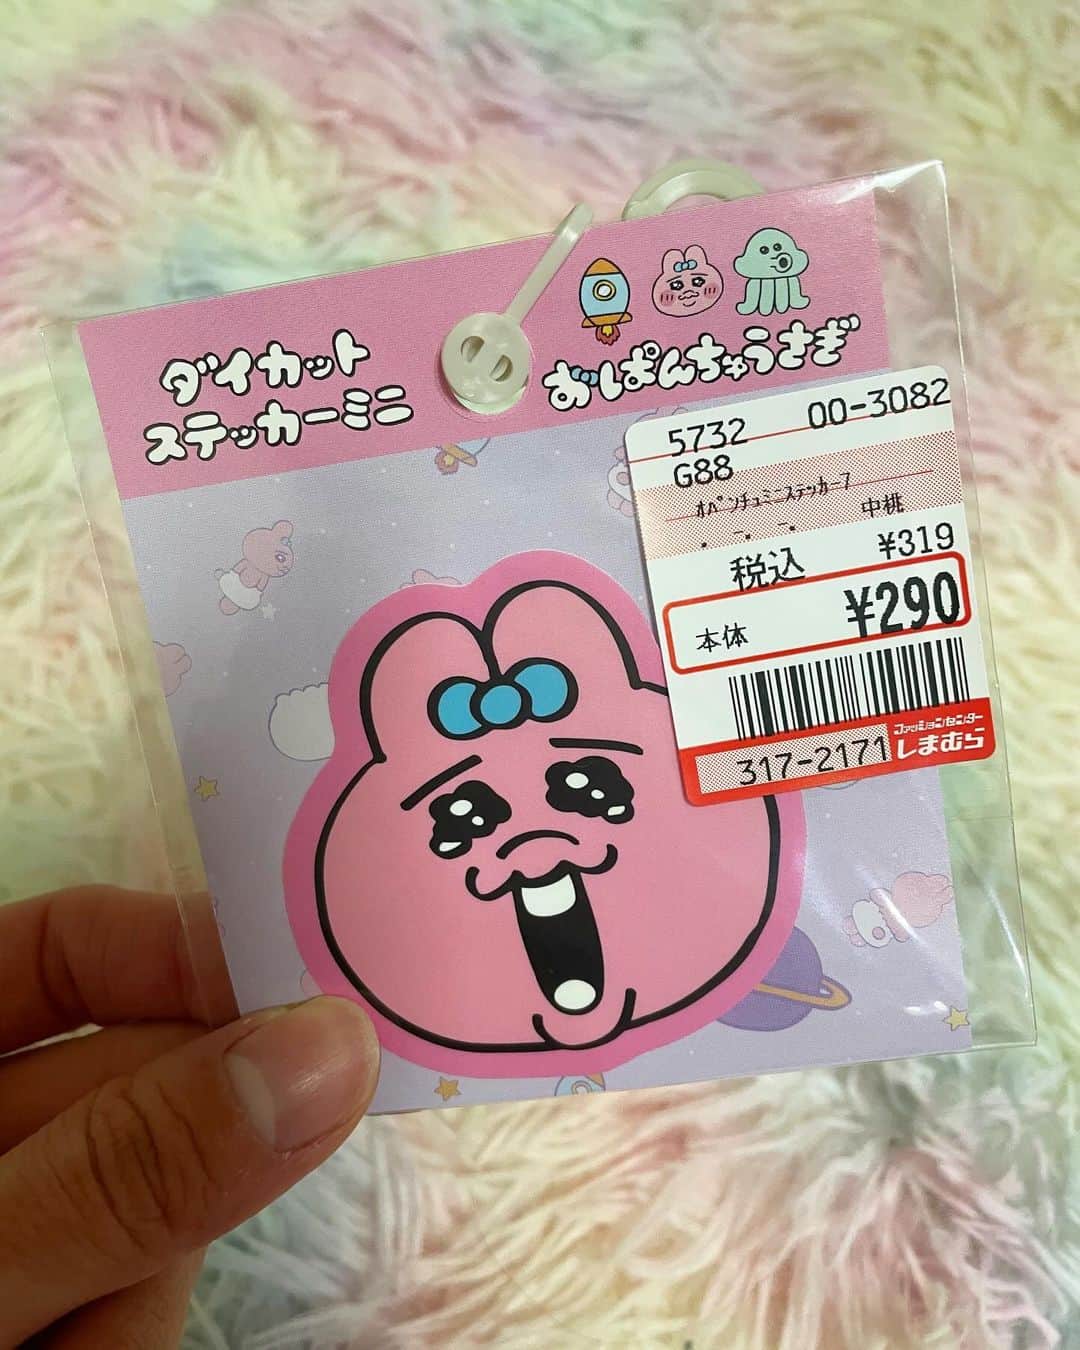 ダイカット
ステッカーミニ
おぱんちゅうさぎ
5732 00-3082
G88
オパンチュミニステッカー7
中桃
税込 ¥319
本体 ¥290
317-2171
ファッションセンター
しまむら